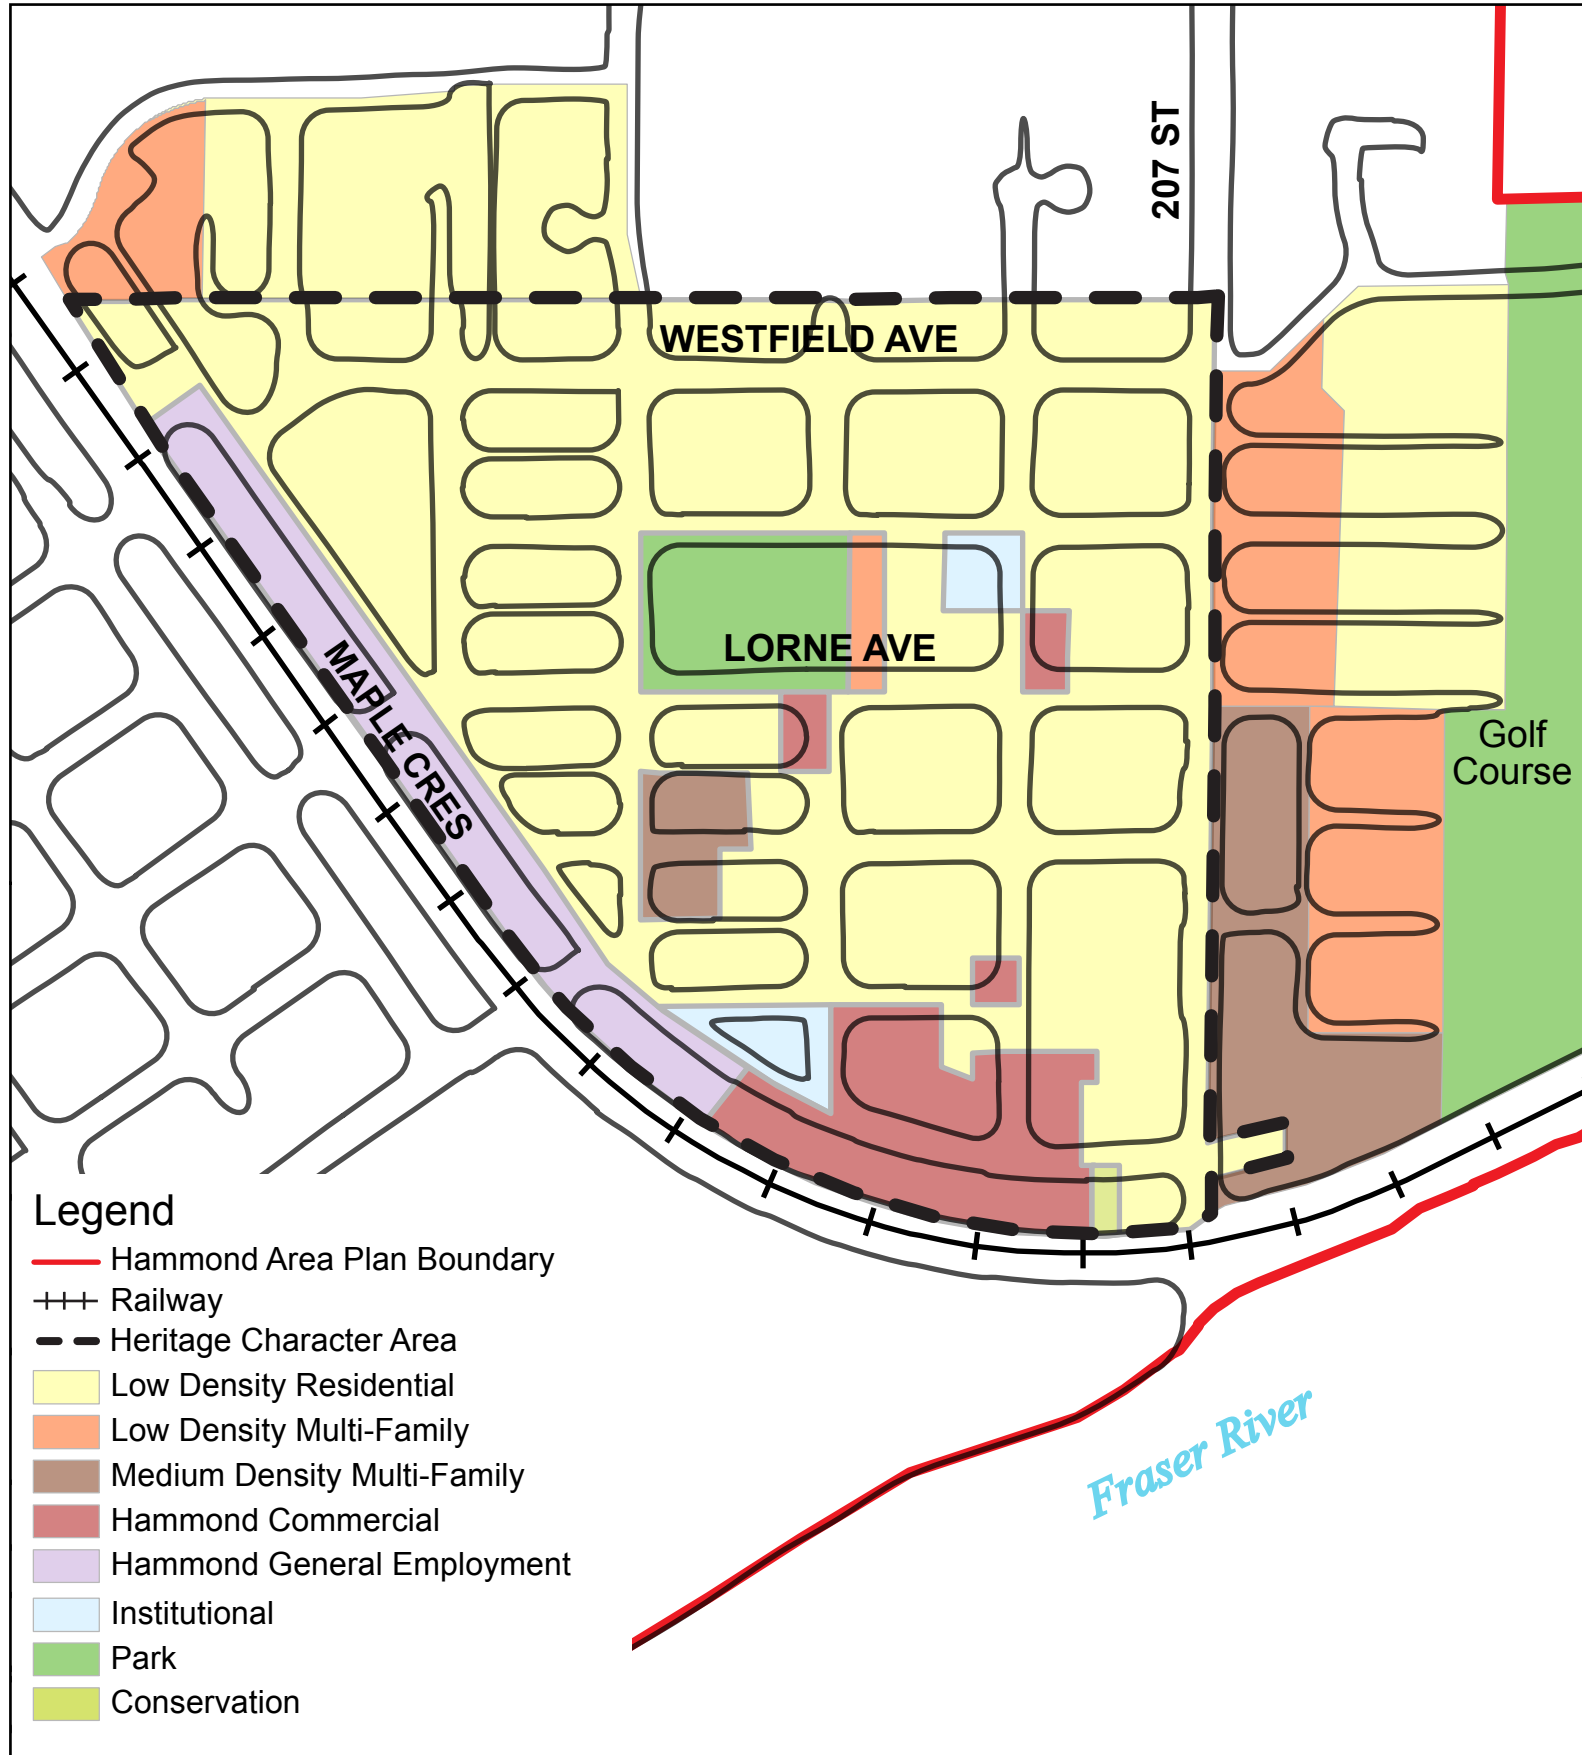 207 ST
WESTFIELD AVE
LORNE AVE
MAPLE CRES
Golf
Course
Legend
Hammond Area Plan Boundary
Railway
Heritage Character Area
Low Density Residential
Low Density Multi-Family
Medium Density Multi-Family
Hammond Commercial
Hammond General Employment
Institutional
Park
Conservation
Fraser River